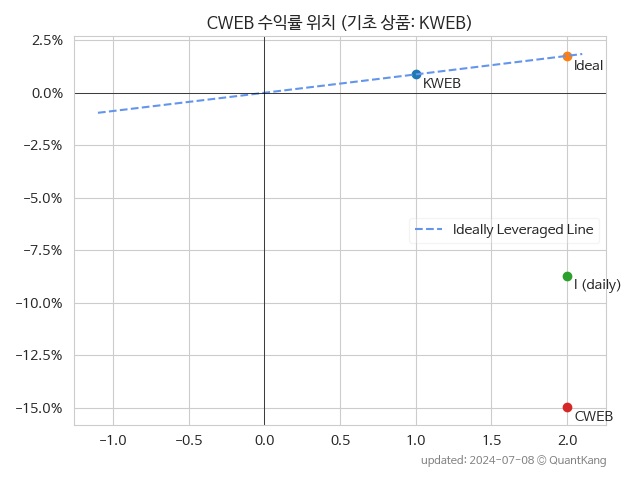 CWEB 수익률 위치 (기초 상품: KWEB)
2.5%
0.0%
−2.5%
−5.0%
−7.5%
−10.0%
−12.5%
−15.0%
Ideal
KWEB
Ideally Leveraged Line
I (daily)
CWEB
−1.0 −0.5 0.0 0.5 1.0 1.5 2.0
updated: 2024-07-08 © QuantKang